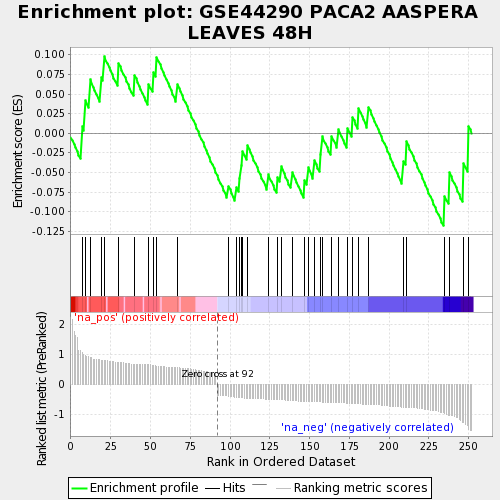 Enrichment plot: GSE44290 PACA2 AASPERA
LEAVES 48H
Enrichment score (ES)
0.100
0.075
0.050
0.025
0.000
-0.025
-0.050
-0.075
-0.100
-0.125
'na_pos' (positively correlated)
Ranked list metric (PreRanked)
2
1
0
-1
Zero cross at 92
'na_neg' (negatively correlated)
0 25 50 75 100 125 150 175 200 225 250
Rank in Ordered Dataset
Enrichment profile Hits Ranking metric scores